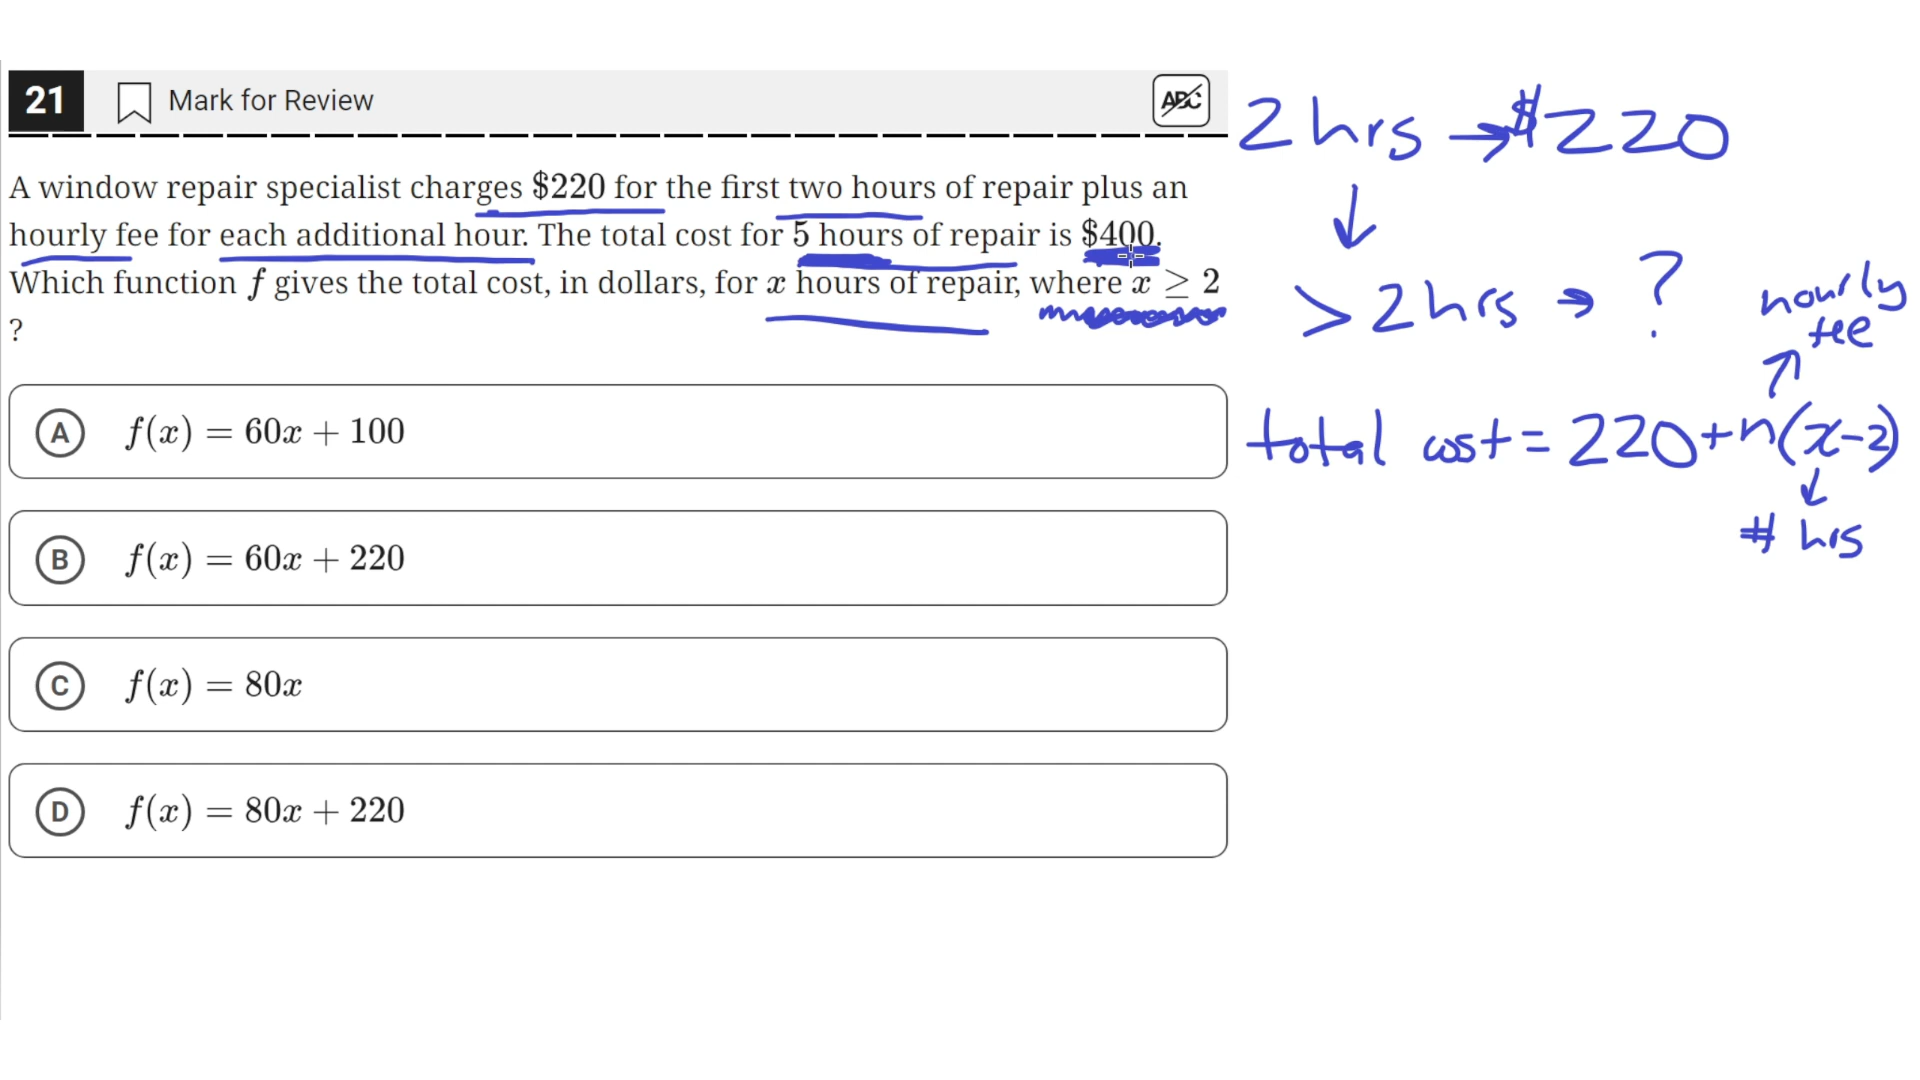 21 Mark for Review ABC
A window repair specialist charges $220 for the first two hours of repair plus an
hourly fee for each additional hour. The total cost for 5 hours of repair is $400.
Which function f gives the total cost, in dollars, for x hours of repair, where x ≥ 2
?
A f(x) = 60x + 100
B f(x) = 60x + 220
C f(x) = 80x
D f(x) = 80x + 220
2 hrs → $220
↓
> 2 hrs → ?
hourly
fee
↗
total cost = 220 + n(x-2)
↓
# hrs